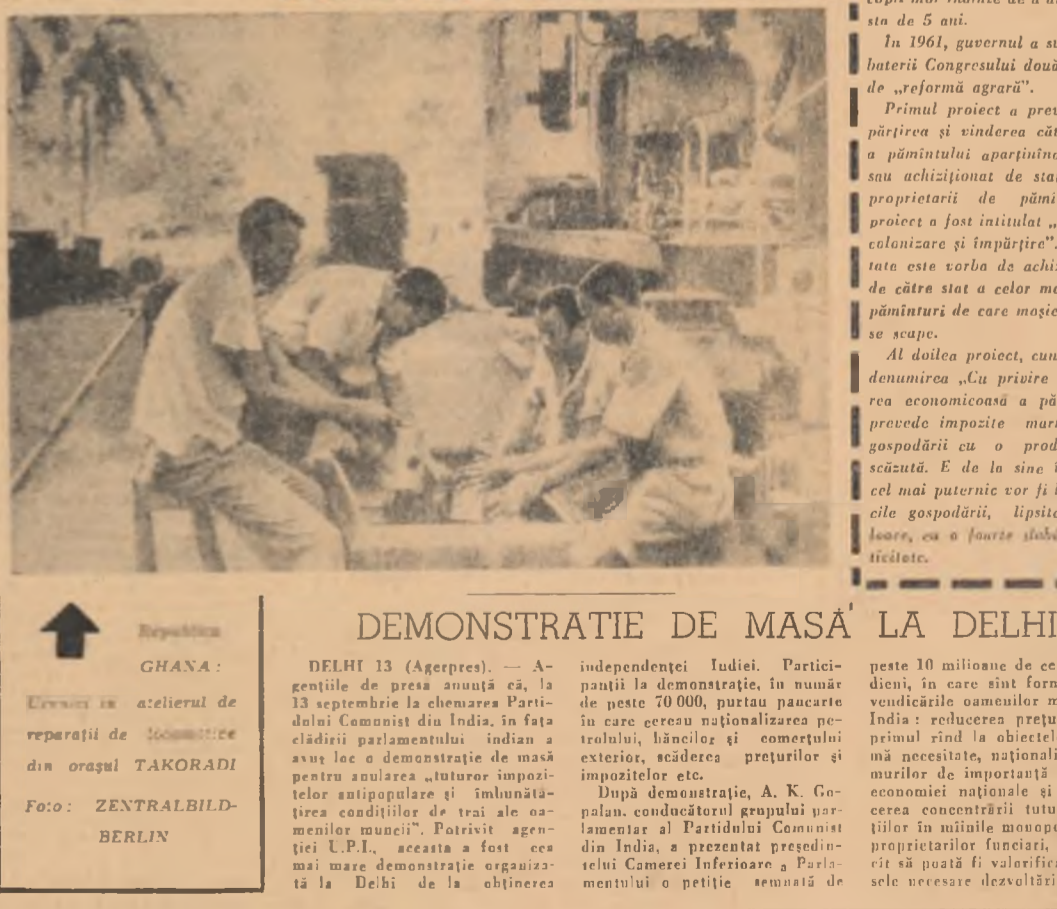 sta de 5 ani.
În 1961, guvernul a su
baterii Congresului două
de „reformă agrară”.
Primul proiect a prev
părțirea și vinderea căt
a pămîntului aparținînd
sau achiziționat de stat
proprietarii de pămî
proiect a fost intitulat „
colonizare și împărțire”.
tate este vorba de achiz
de către stat a celor ma
pămînturi de care moșie
se scape.
Al doilea proiect, cun
denumirea „Cu privire
rea economicoasă a pă
prevede impozite mari
gospodării cu o prod
scăzută. E de la sine î
cel mai puternic vor fi l
cile gospodării, lipsite
loare, cu o foarte slabă
ticitate.
Republica
GHANA :
atelierul de
reparații de locomotive
din orașul TAKORADI
Foto : ZENTRALBILD-
BERLIN
DEMONSTRATIE DE MASĂ LA DELHI
DELHI 13 (Agerpres). — A-
gențiile de presă anunță că, la
13 septembrie la chemarea Parti-
dului Comunist din India, în fața
clădirii parlamentului indian a
avut loc o demonstrație de masă
pentru anularea „tuturor impozi-
telor antipopulare și îmbunătă-
țirea condițiilor de trai ale oa-
menilor muncii”. Potrivit agen-
ției U.P.I., aceasta a fost cea
mai mare demonstrație organiza-
tă la Delhi de la obținerea
independenței Indiei. Partici-
panții la demonstrație, în număr
de peste 70 000, purtau pancarte
în care cereau naționalizarea pe-
trolului, băncilor și comerțului
exterior, scăderea prețurilor și
impozitelor etc.
După demonstrație, A. K. Go-
palan, conducătorul grupului par-
lamentar al Partidului Comunist
din India, a prezentat președin-
telui Camerei Inferioare a Parla-
mentului o petiție semnată de
peste 10 milioane de ce
dieni, în care sînt form
vendicările oamenilor m
India : reducerea prețur
primul rînd la obiectel
mă necesitate, naționali
murilor de importanță
economiei naționale și
cerea concentrării tutu
țiilor în mîinile monopo
proprietarilor funciari,
cît să poată fi valorific
sele necesare dezvoltări